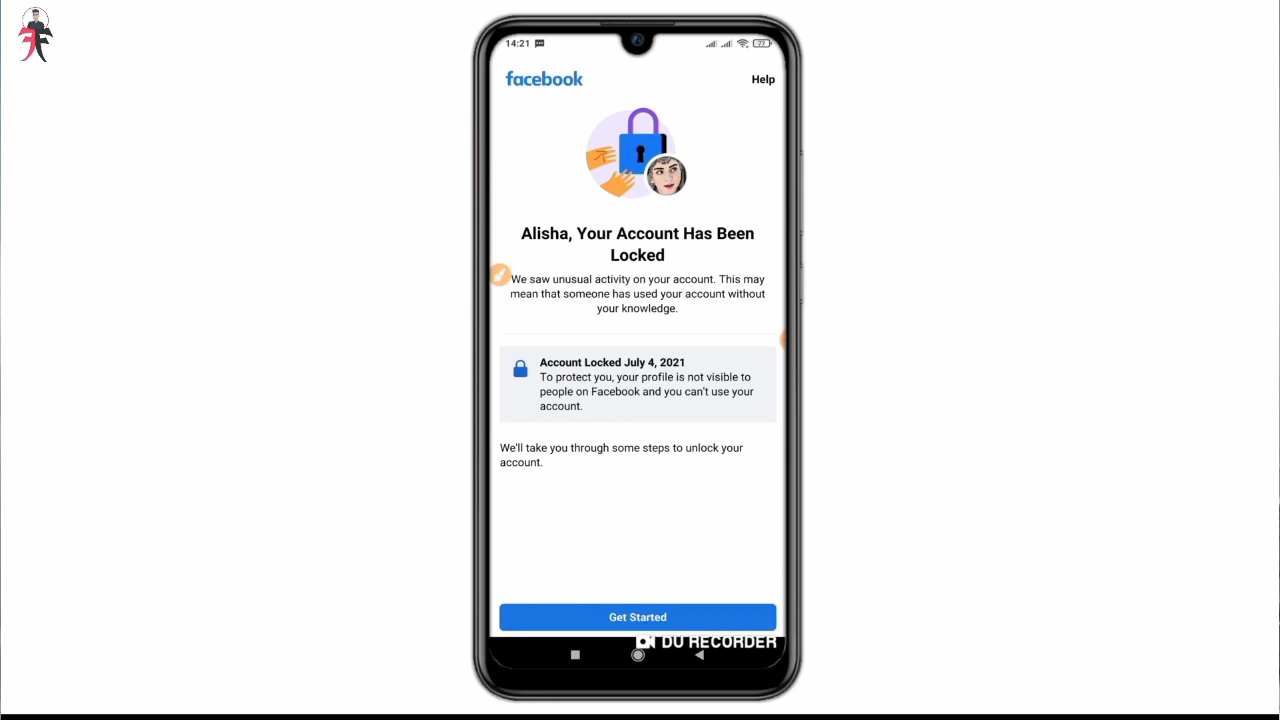 14:21
77
facebook
Help
Alisha, Your Account Has Been
Locked
We saw unusual activity on your account. This may
mean that someone has used your account without
your knowledge.
Account Locked July 4, 2021
To protect you, your profile is not visible to
people on Facebook and you can't use your
account.
We'll take you through some steps to unlock your
account.
Get Started
DU RECORDER